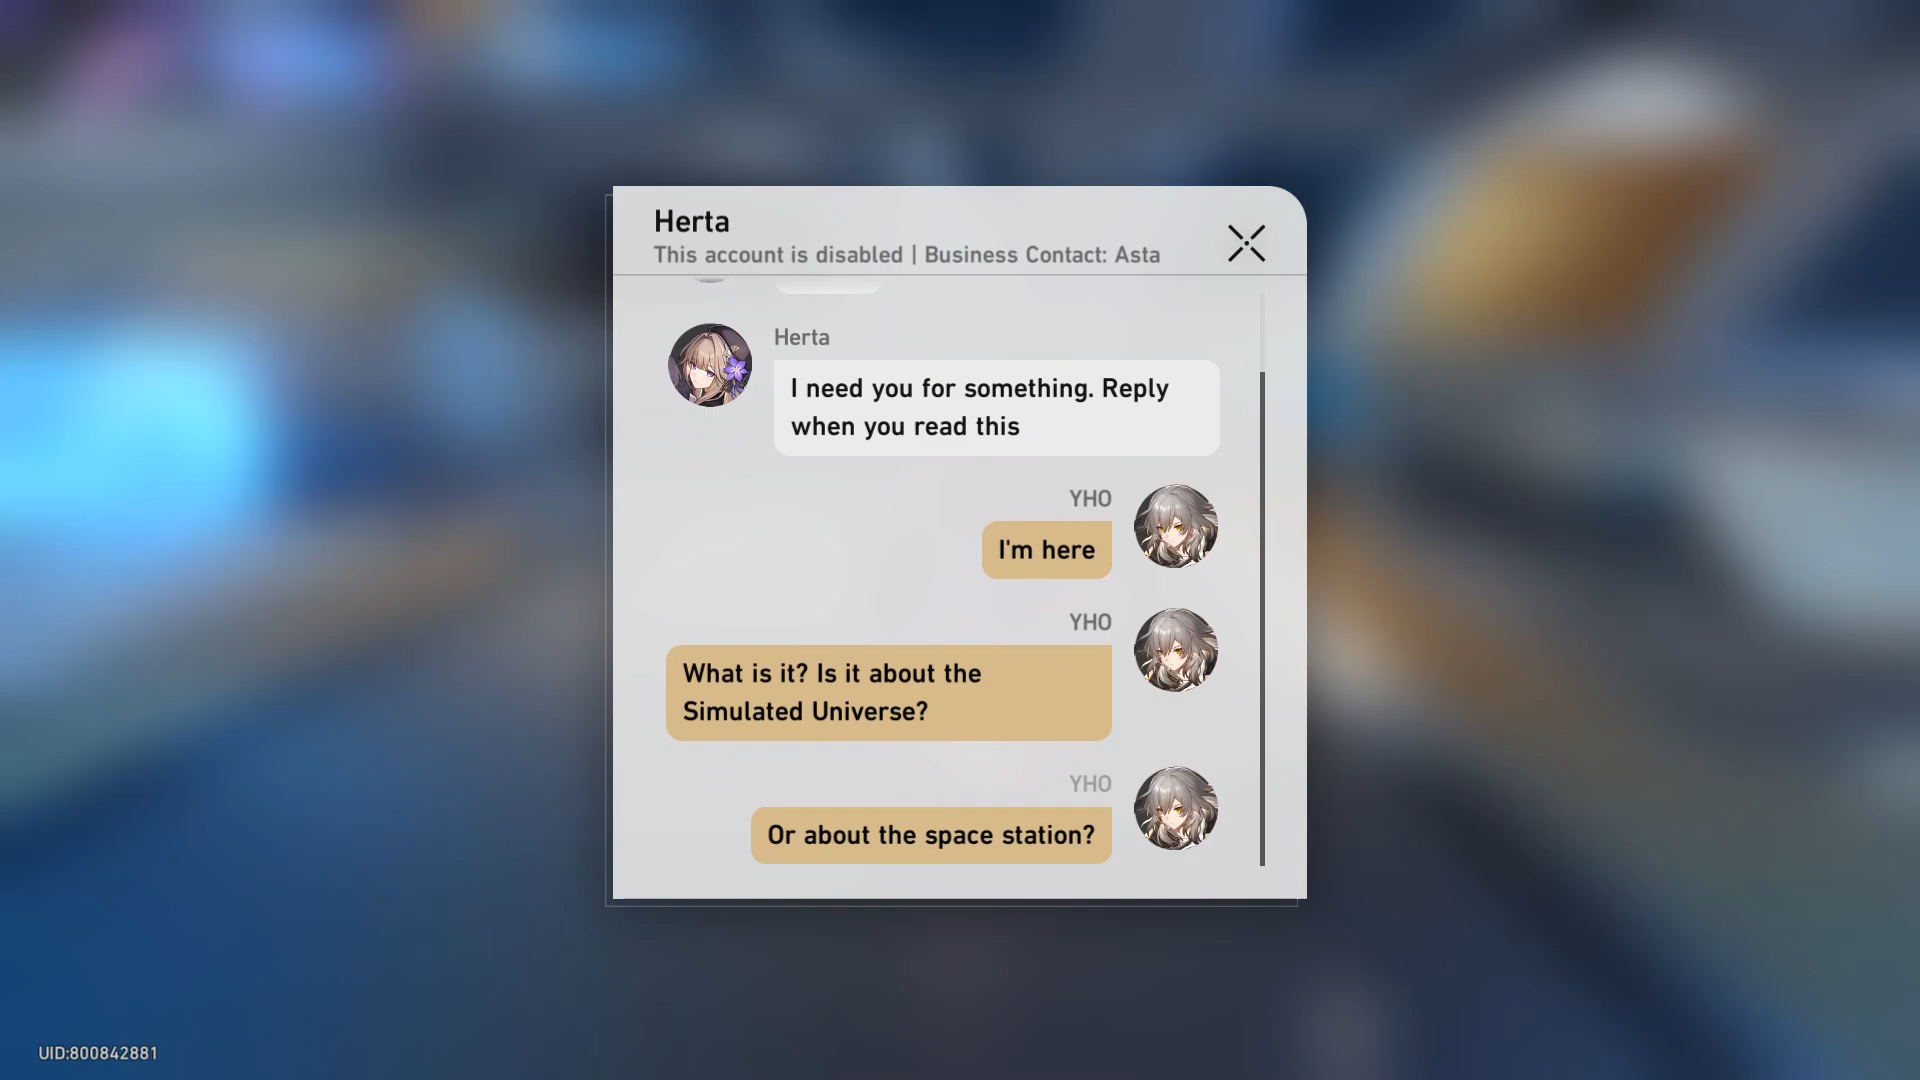 Herta
This account is disabled | Business Contact: Asta
Herta
I need you for something. Reply
when you read this
YHO
I'm here
YHO
What is it? Is it about the
Simulated Universe?
YHO
Or about the space station?
UID:800842881